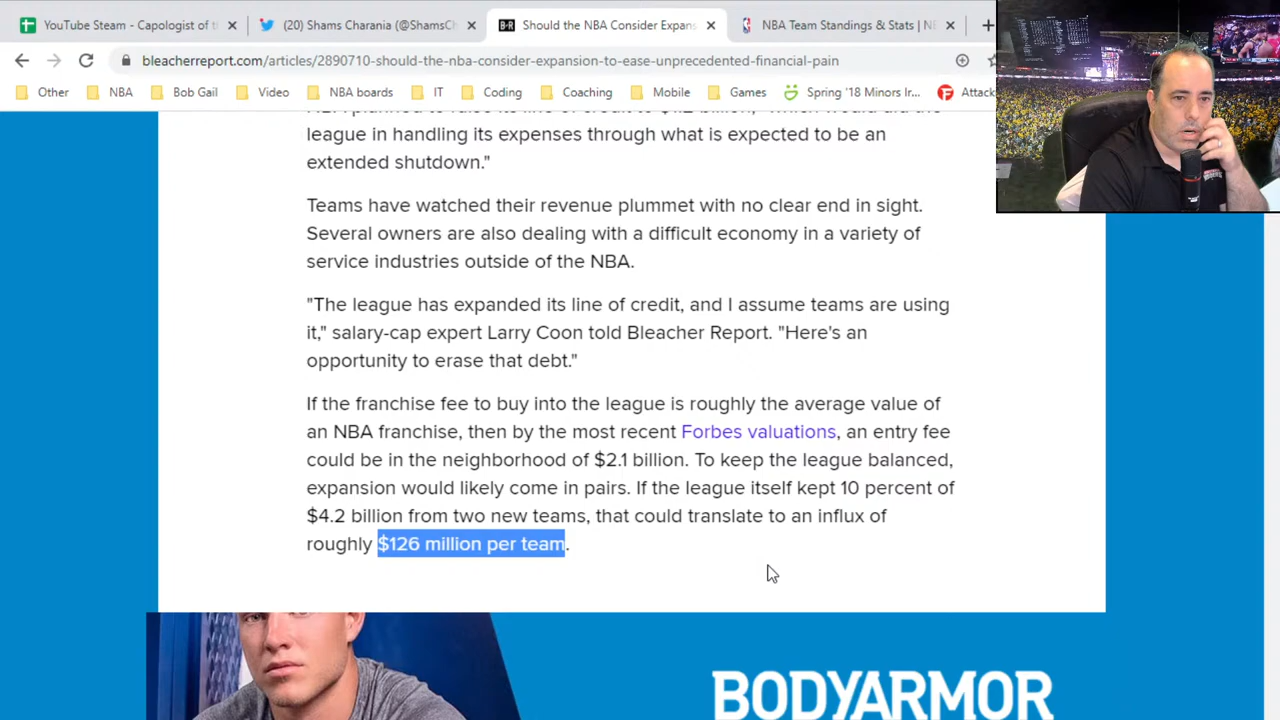 YouTube Steam - Capologist of t
(20) Shams Charania (@ShamsCh
B·R
Should the NBA Consider Expans
NBA Team Standings & Stats | N
bleacherreport.com/articles/2890710-should-the-nba-consider-expansion-to-ease-unprecedented-financial-pain
Other NBA Bob Gail Video NBA boards IT Coding Coaching Mobile Games Spring '18 Minors Ir... Attack
league in handling its expenses through what is expected to be an
extended shutdown."
Teams have watched their revenue plummet with no clear end in sight.
Several owners are also dealing with a difficult economy in a variety of
service industries outside of the NBA.
"The league has expanded its line of credit, and I assume teams are using
it," salary-cap expert Larry Coon told Bleacher Report. "Here's an
opportunity to erase that debt."
If the franchise fee to buy into the league is roughly the average value of
an NBA franchise, then by the most recent Forbes valuations, an entry fee
could be in the neighborhood of $2.1 billion. To keep the league balanced,
expansion would likely come in pairs. If the league itself kept 10 percent of
$4.2 billion from two new teams, that could translate to an influx of
roughly $126 million per team.
BODYARMOR